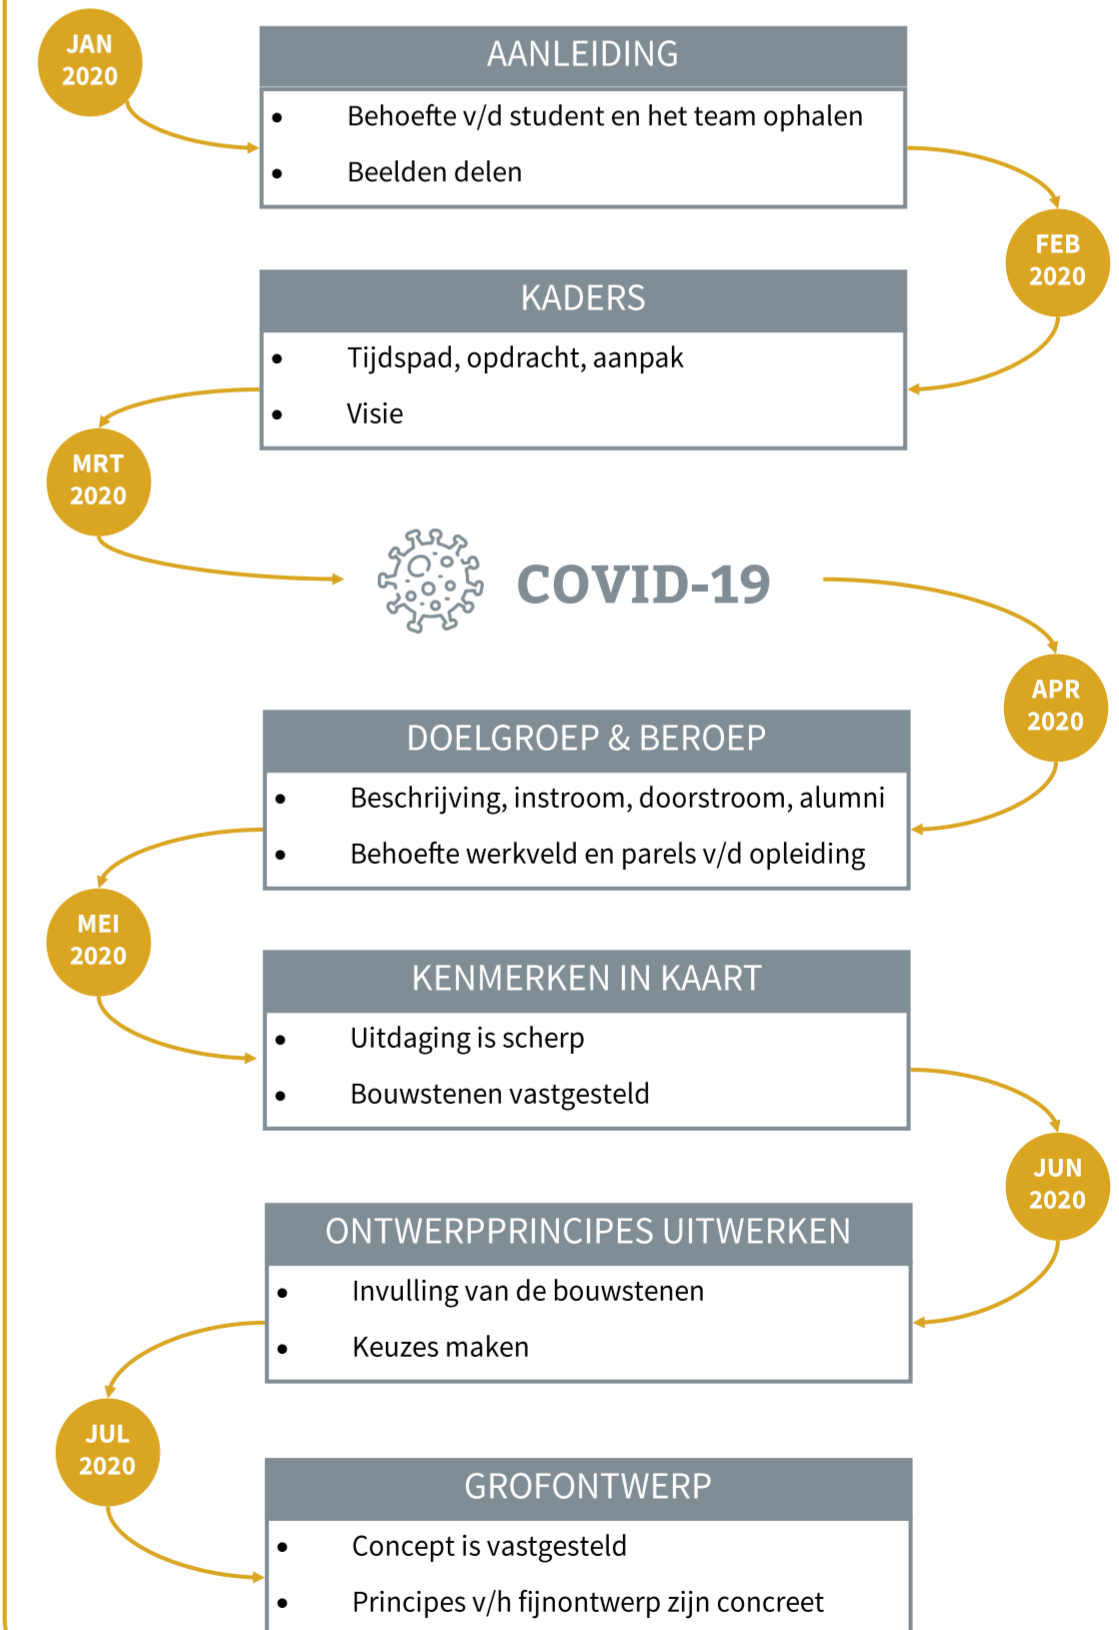 JAN
2020
AANLEIDING
• Behoefte v/d student en het team ophalen
• Beelden delen
FEB
2020
KADERS
• Tijdspad, opdracht, aanpak
• Visie
MRT
2020
COVID-19
APR
2020
DOELGROEP & BEROEP
• Beschrijving, instroom, doorstroom, alumni
• Behoefte werkveld en parels v/d opleiding
MEI
2020
KENMERKEN IN KAART
• Uitdaging is scherp
• Bouwstenen vastgesteld
JUN
2020
ONTWERPPRINCIPES UITWERKEN
• Invulling van de bouwstenen
• Keuzes maken
JUL
2020
GROFONTWERP
• Concept is vastgesteld
• Principes v/h fijnontwerp zijn concreet